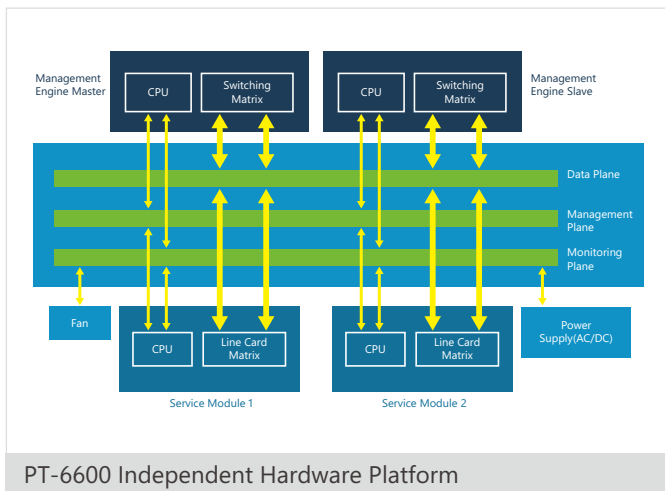 Management
Engine Master
CPU
Switching
Matrix
CPU
Switching
Matrix
Management
Engine Slave
Data Plane
Management
Plane
Monitoring
Plane
Fan
CPU
Line Card
Matrix
CPU
Line Card
Matrix
Power
Supply(AC/DC)
Service Module 1
Service Module 2
PT-6600 Independent Hardware Platform